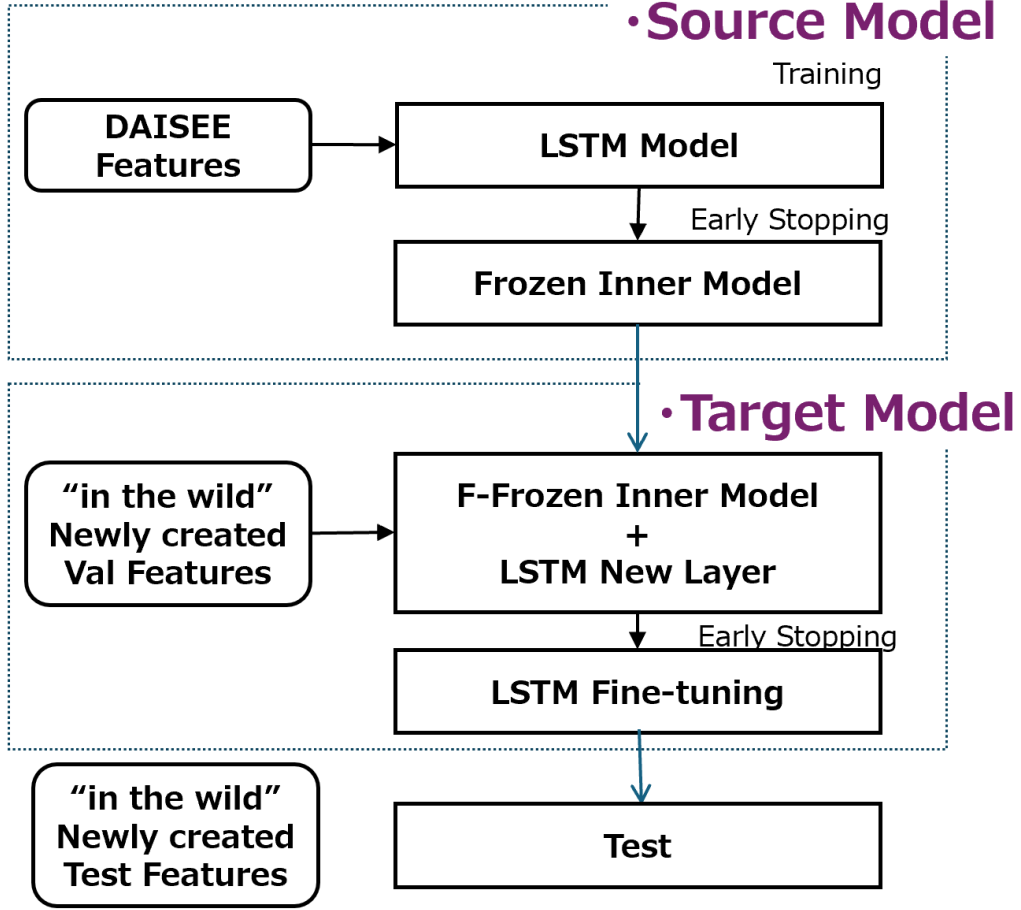 ・Source Model
Training
DAISEE
Features
LSTM Model
Early Stopping
Frozen Inner Model
・Target Model
“in the wild”
Newly created
Val Features
F-Frozen Inner Model
+
LSTM New Layer
Early Stopping
LSTM Fine-tuning
“in the wild”
Newly created
Test Features
Test